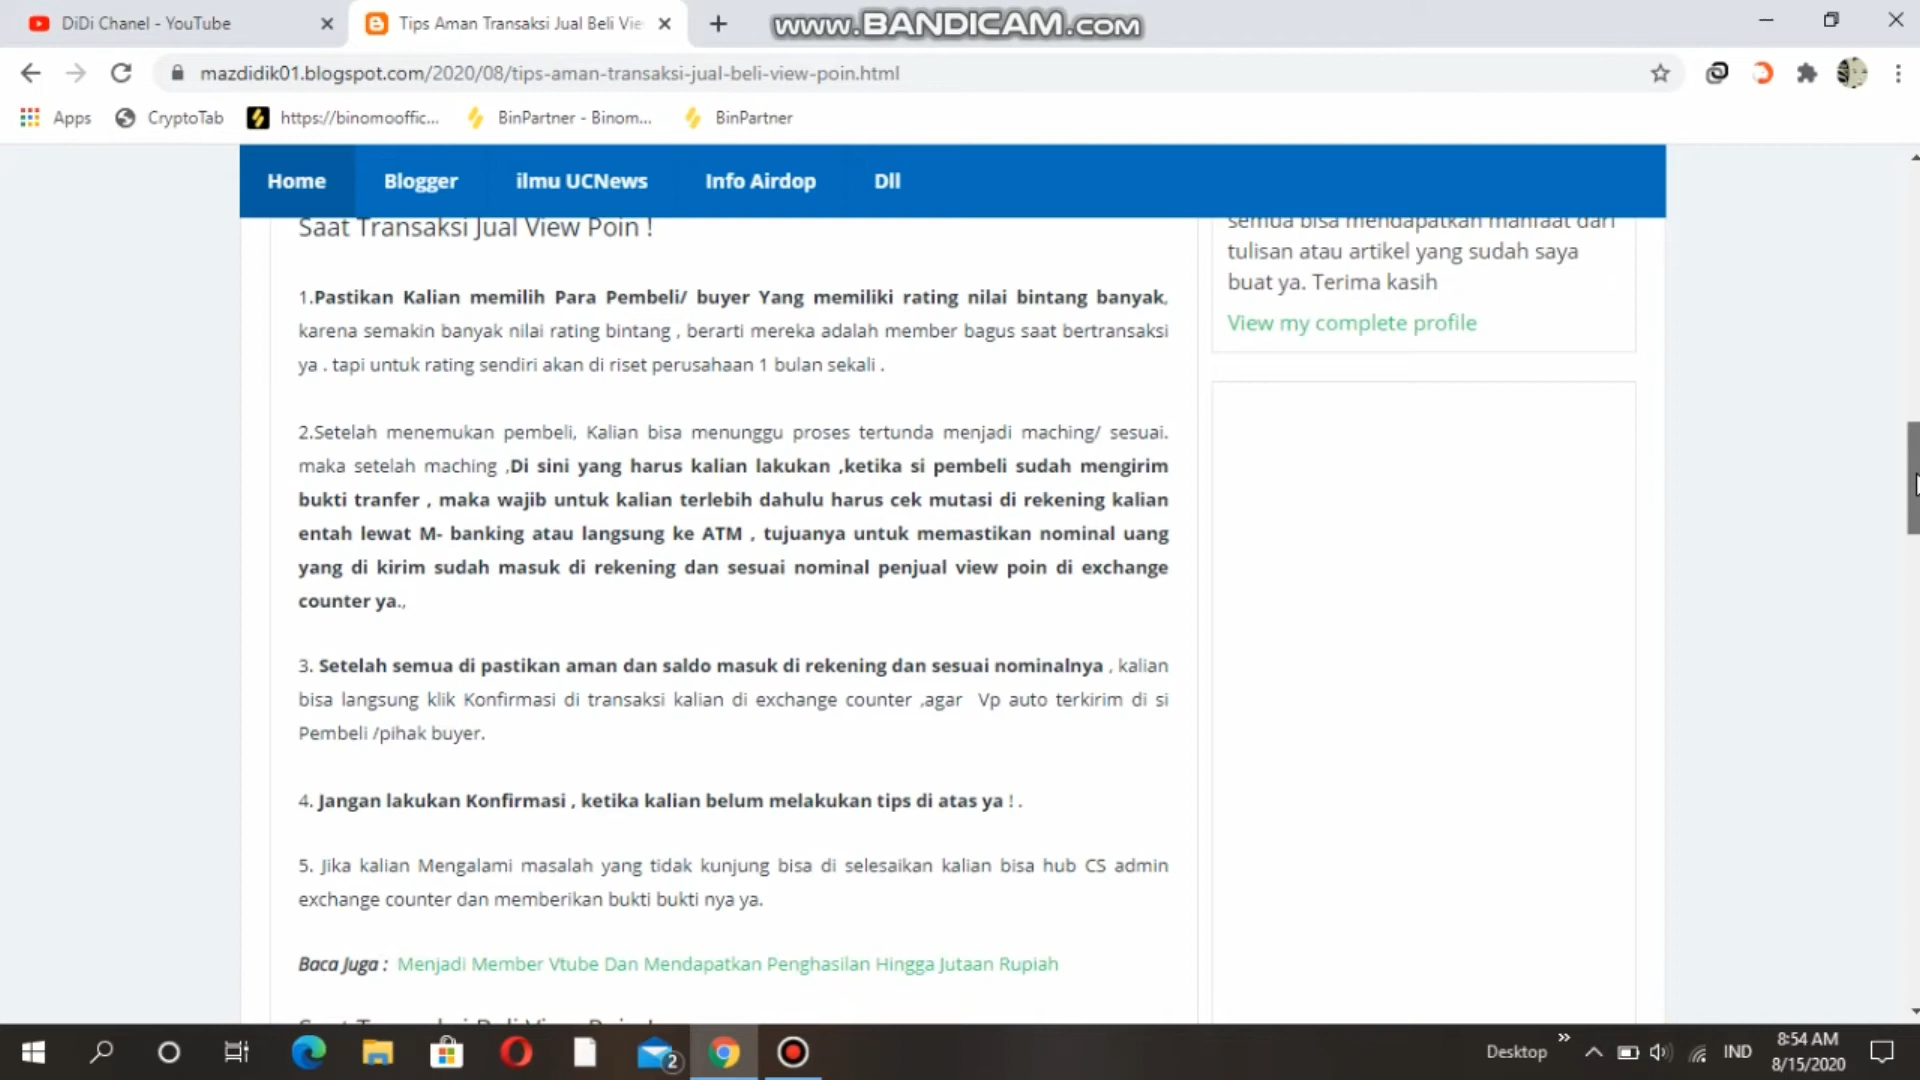 DiDi Chanel - YouTube
Tips Aman Transaksi Jual Beli Vie
www.BANDICAM.com
mazdidik01.blogspot.com/2020/08/tips-aman-transaksi-jual-beli-view-poin.html
Apps
CryptoTab
https://binomooffic...
BinPartner - Binom...
BinPartner
Home
Blogger
ilmu UCNews
Info Airdop
Dll
Saat Transaksi Jual View Poin !
1.Pastikan Kalian memilih Para Pembeli/ buyer Yang memiliki rating nilai bintang banyak,
karena semakin banyak nilai rating bintang , berarti mereka adalah member bagus saat bertransaksi
ya . tapi untuk rating sendiri akan di riset perusahaan 1 bulan sekali .
2.Setelah menemukan pembeli, Kalian bisa menunggu proses tertunda menjadi maching/ sesuai.
maka setelah maching ,Di sini yang harus kalian lakukan ,ketika si pembeli sudah mengirim
bukti tranfer , maka wajib untuk kalian terlebih dahulu harus cek mutasi di rekening kalian
entah lewat M- banking atau langsung ke ATM , tujuanya untuk memastikan nominal uang
yang di kirim sudah masuk di rekening dan sesuai nominal penjual view poin di exchange
counter ya.,
3. Setelah semua di pastikan aman dan saldo masuk di rekening dan sesuai nominalnya , kalian
bisa langsung klik Konfirmasi di transaksi kalian di exchange counter ,agar Vp auto terkirim di si
Pembeli /pihak buyer.
4. Jangan lakukan Konfirmasi , ketika kalian belum melakukan tips di atas ya ! .
5. Jika kalian Mengalami masalah yang tidak kunjung bisa di selesaikan kalian bisa hub CS admin
exchange counter dan memberikan bukti bukti nya ya.
Baca Juga : Menjadi Member Vtube Dan Mendapatkan Penghasilan Hingga Jutaan Rupiah
Saat Transaksi Beli View Poin !
semua bisa mendapatkan manfaat dari
tulisan atau artikel yang sudah saya
buat ya. Terima kasih
View my complete profile
2
Desktop
IND
8:54 AM
8/15/2020